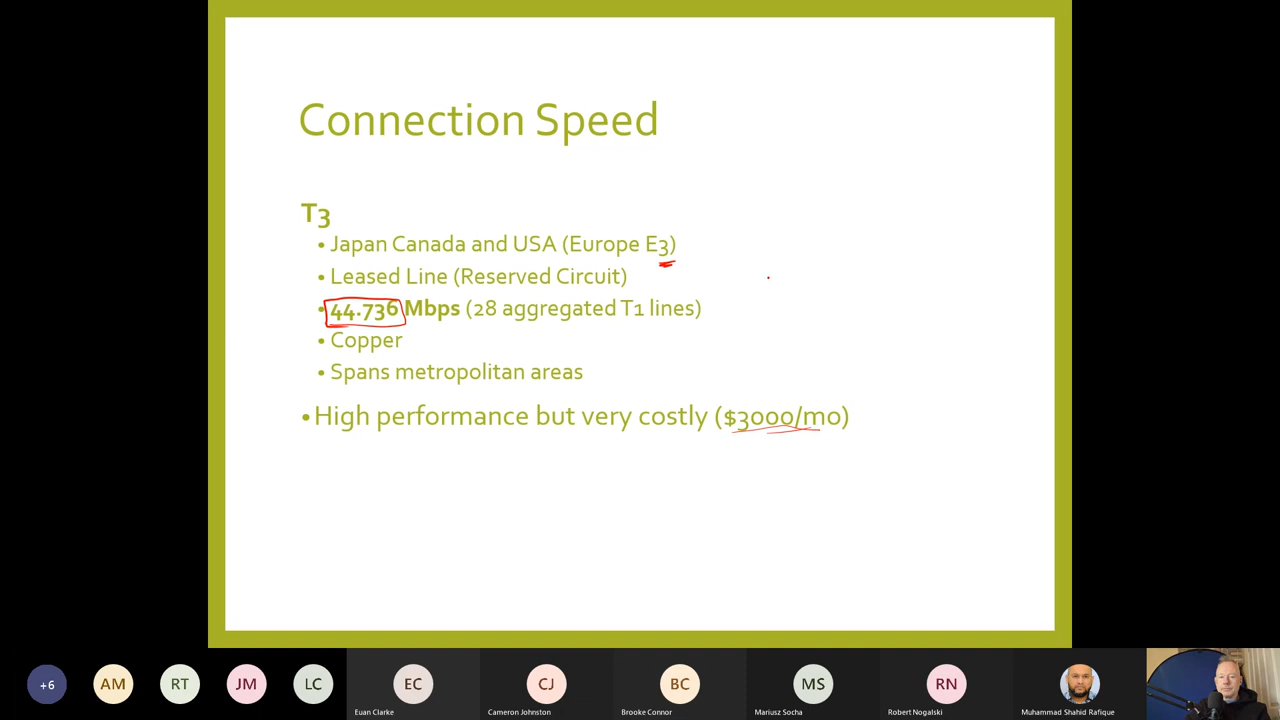 Connection Speed
T3
• Japan Canada and USA (Europe E3)
• Leased Line (Reserved Circuit)
• 44.736 Mbps (28 aggregated T1 lines)
• Copper
• Spans metropolitan areas
• High performance but very costly ($3000/mo)
+6 AM RT JM LC EC CJ BC MS RN
Euan Clarke Cameron Johnston Brooke Connor Mariusz Socha Robert Nogalski Muhammad Shahid Rafique